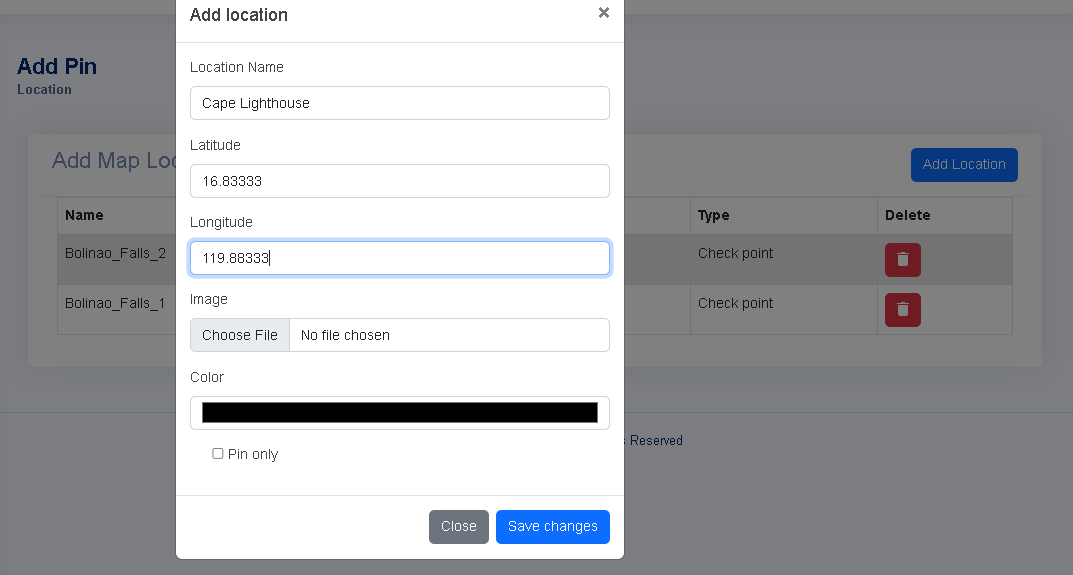 Add location ×
Add Pin
Location
Location Name
Cape Lighthouse
Latitude
16.83333
Longitude
119.88333
Image
Choose File No file chosen
Color
Pin only
Close Save changes
Add Map Loc
Add Location
Name Type Delete
Bolinao_Falls_2 Check point
Bolinao_Falls_1 Check point
s Reserved